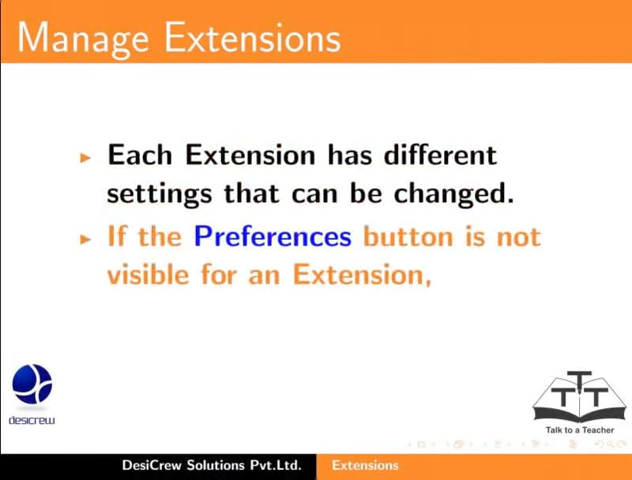 Manage Extensions
Each Extension has different
settings that can be changed.
If the Preferences button is not
visible for an Extension,
desicrew
TTT
Talk to a Teacher
DesiCrew Solutions Pvt.Ltd. Extensions